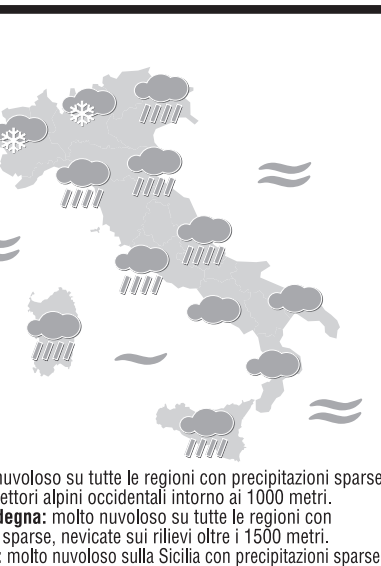 nuvoloso su tutte le regioni con precipitazioni sparse
ettori alpini occidentali intorno ai 1000 metri.
degna: molto nuvoloso su tutte le regioni con
sparse, nevicate sui rilievi oltre i 1500 metri.
: molto nuvoloso sulla Sicilia con precipitazioni sparse